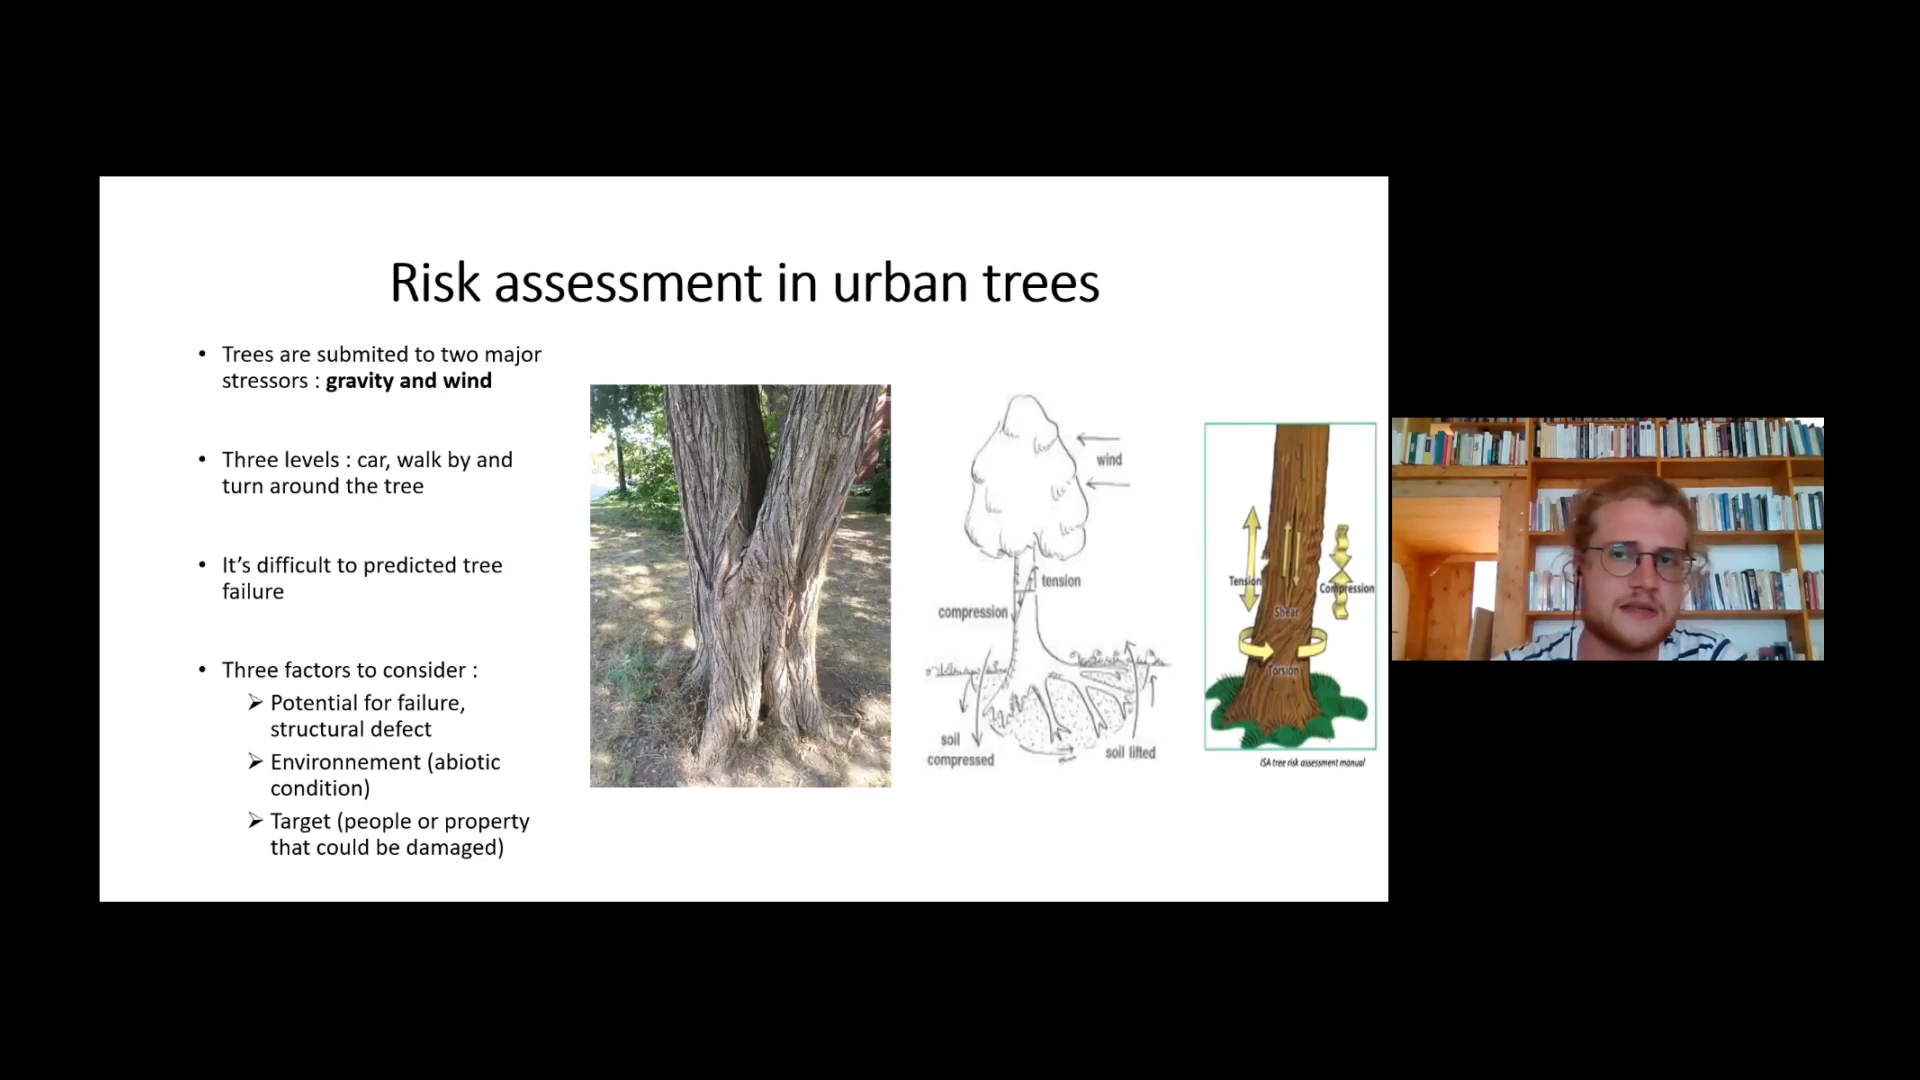 Risk assessment in urban trees
• Trees are submited to two major
stressors : gravity and wind
• Three levels : car, walk by and
turn around the tree
• It’s difficult to predicted tree
failure
• Three factors to consider :
➢ Potential for failure,
structural defect
➢ Environnement (abiotic
condition)
➢ Target (people or property
that could be damaged)
wind
tension
compression
soil
compressed
soil lifted
Tension
Compression
Shear
Torsion
ISA tree risk assessment manual